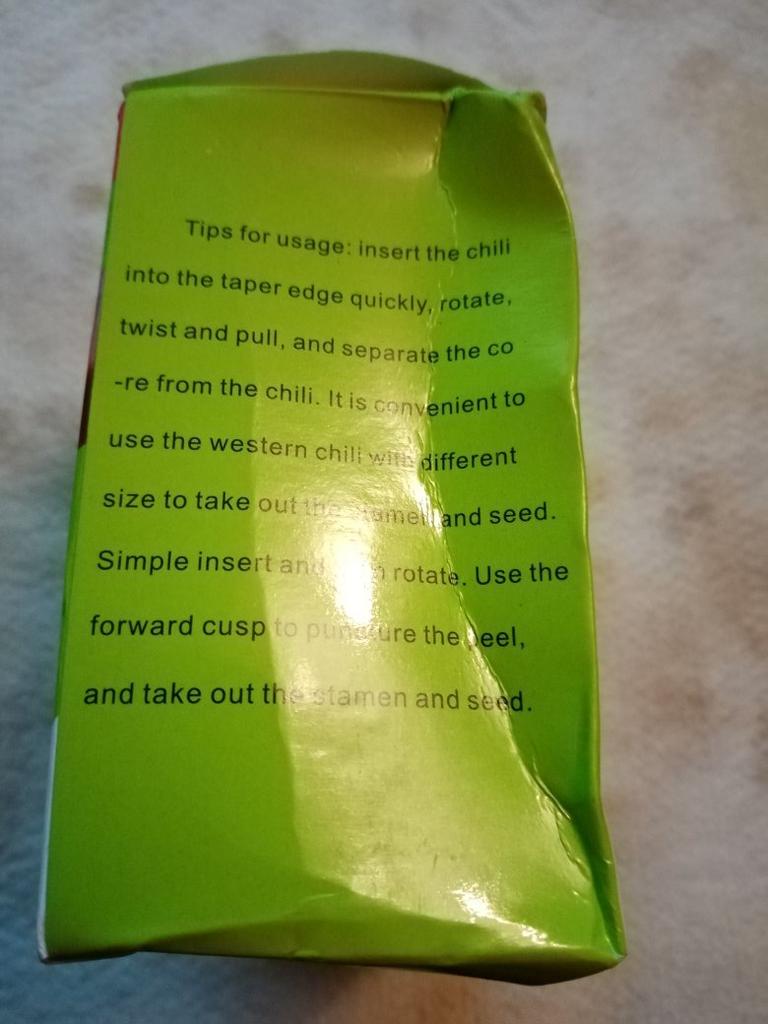 Tips for usage: insert the chili
into the taper edge quickly, rotate,
twist and pull, and separate the co
-re from the chili. It is convenient to
use the western chili with different
size to take out the and seed.
Simple insert and rotate. Use the
forward cusp to puncture the peel,
and take out the stamen and seed.